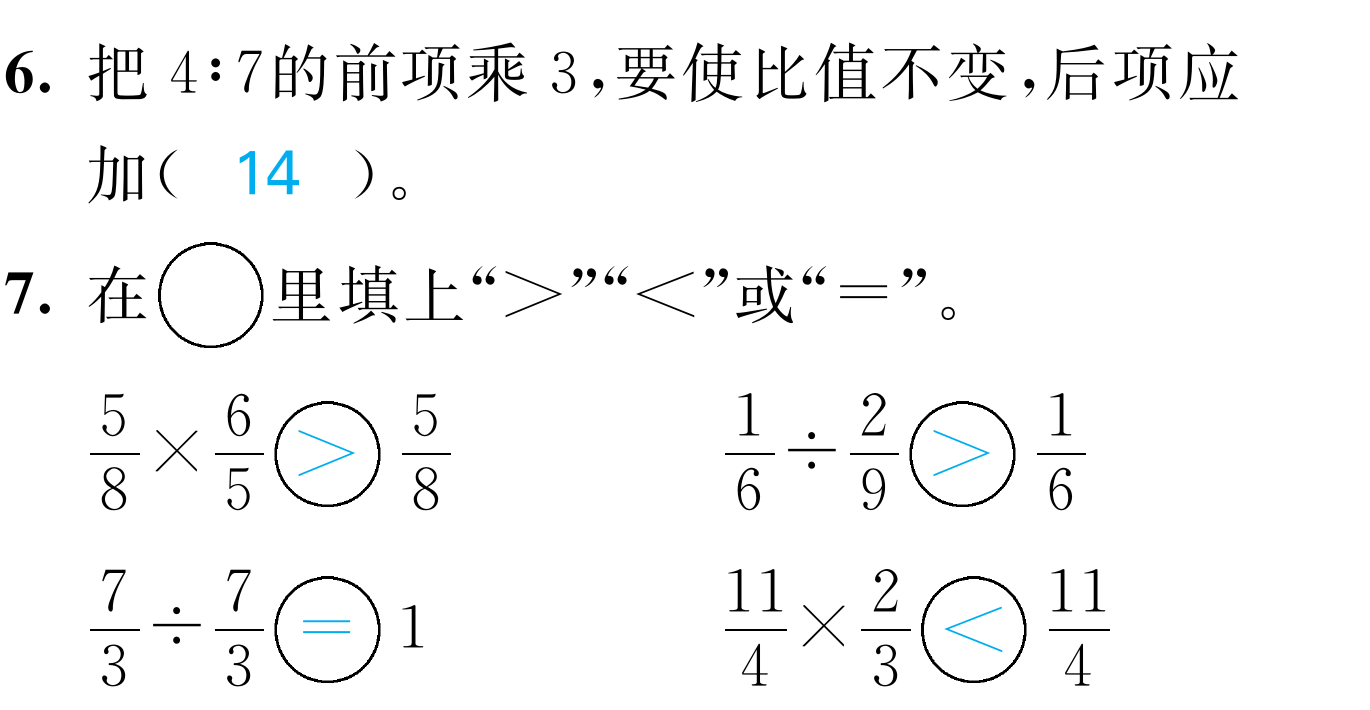 6. 把 4∶7的前项乘 3,要使比值不变,后项应
加( 14 )。
7. 在○里填上“>”“<”或“=”。
5/8 × 6/5 > 5/8 1/6 ÷ 2/9 > 1/6
7/3 ÷ 7/3 = 1 11/4 × 2/3 < 11/4